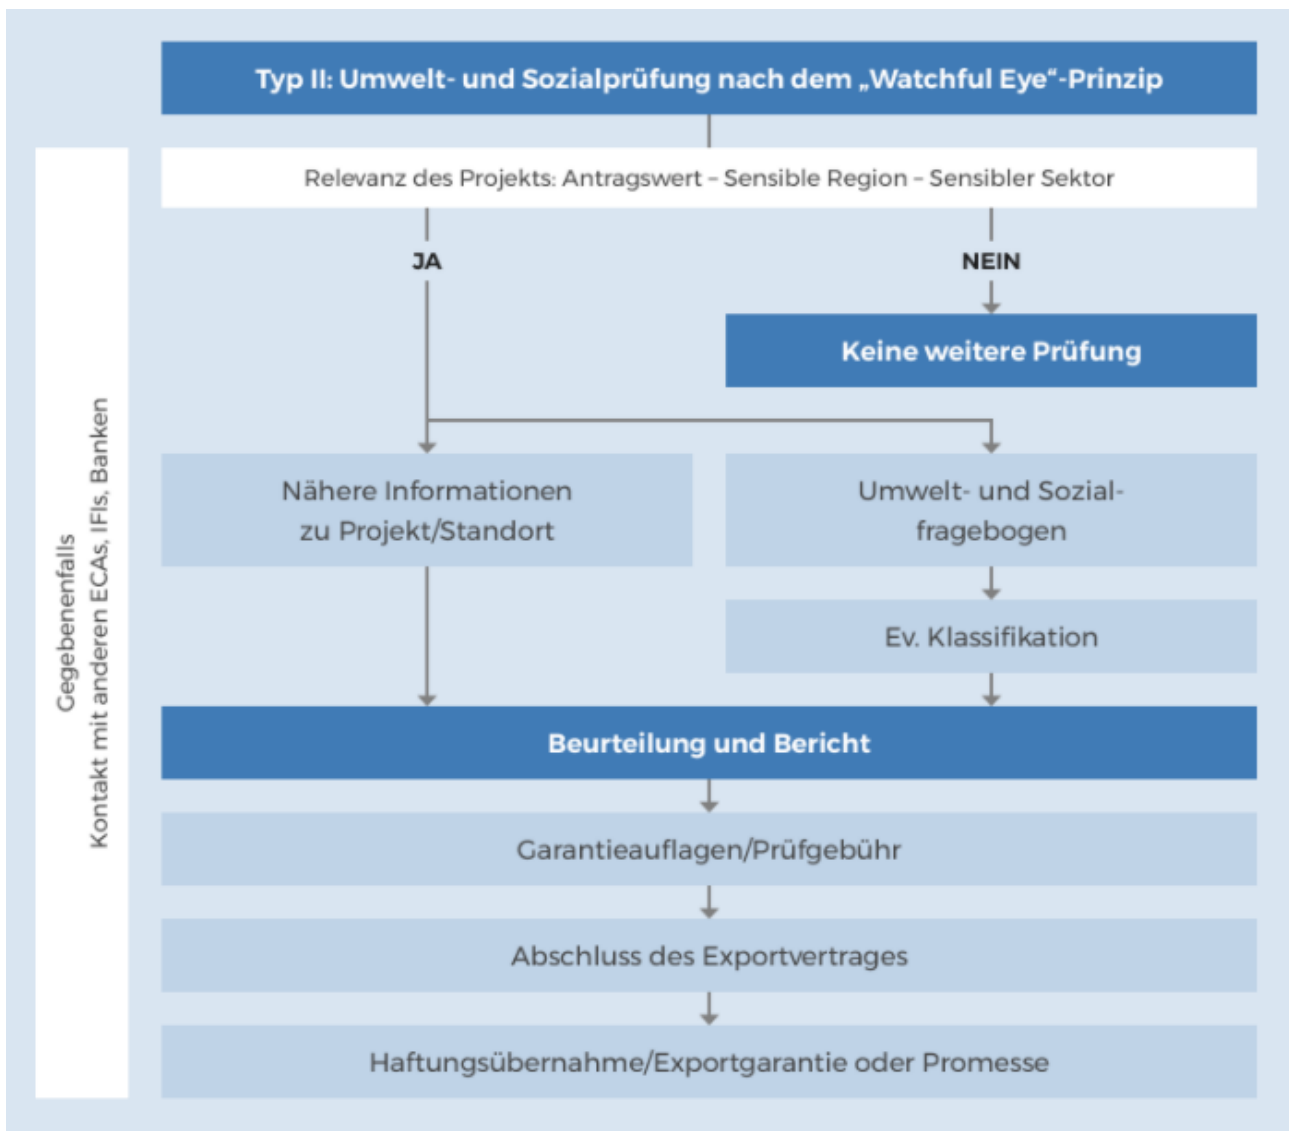 Typ II: Umwelt- und Sozialprüfung nach dem „Watchful Eye“-Prinzip
Relevanz des Projekts: Antragswert – Sensible Region – Sensibler Sektor
JA
NEIN
Keine weitere Prüfung
Nähere Informationen
zu Projekt/Standort
Umwelt- und Sozial-
fragebogen
Ev. Klassifikation
Beurteilung und Bericht
Garantieauflagen/Prüfgebühr
Abschluss des Exportvertrages
Haftungsübernahme/Exportgarantie oder Promesse
Gegebenenfalls
Kontakt mit anderen ECAs, IFIs, Banken